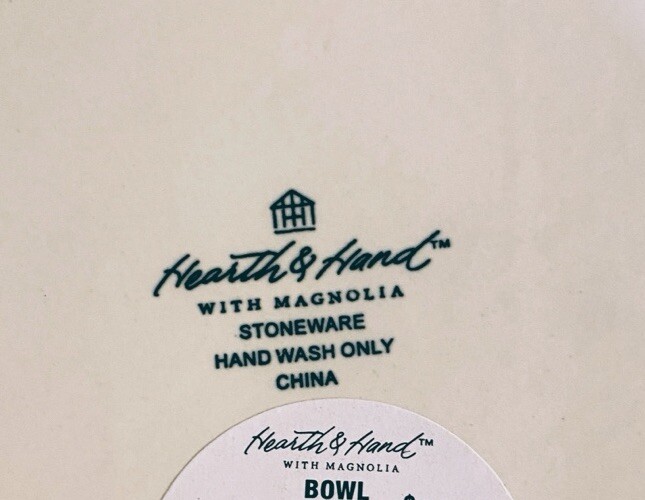 Hearth & Hand™
WITH MAGNOLIA
STONEWARE
HAND WASH ONLY
CHINA
Hearth & Hand™
WITH MAGNOLIA
BOWL